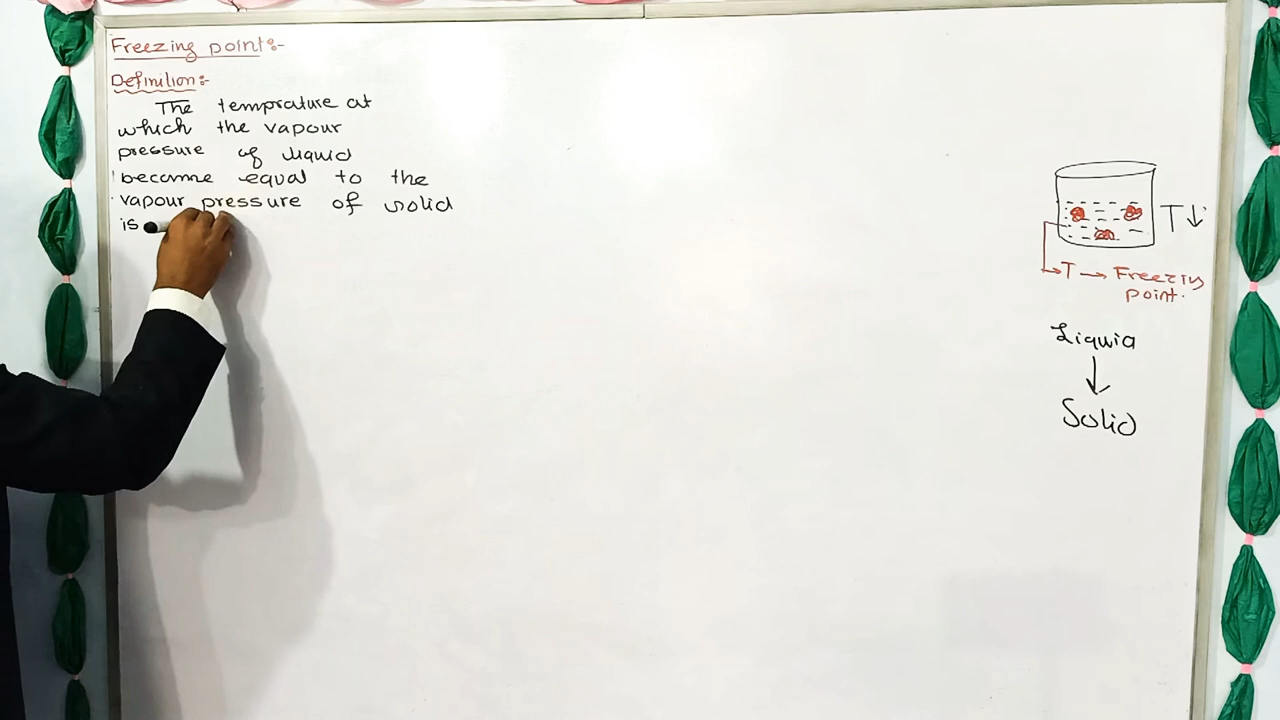 Freezing point:-
Definition:-
The temprature at
which the vapour
pressure of liquid
become equal to the
vapour pressure of solid
is
T↓
T → Freezing
point.
Liquid
↓
Solid